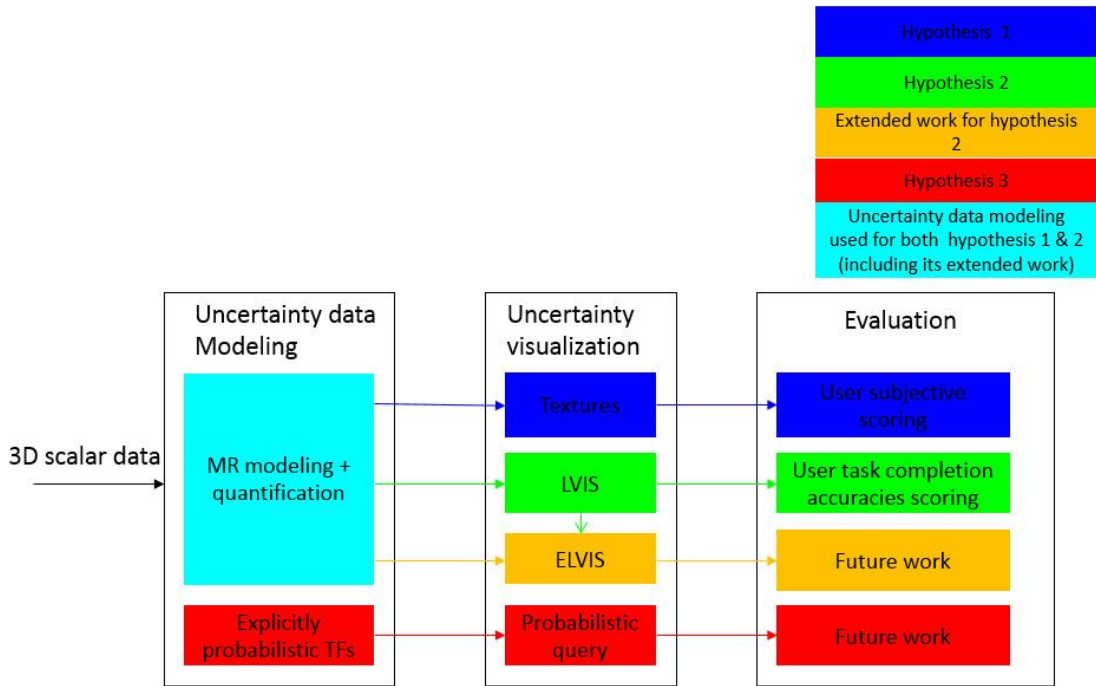 Hypothesis 1
Hypothesis 2
Extended work for hypothesis
2
Hypothesis 3
Uncertainty data modeling
used for both hypothesis 1 & 2
(including its extended work)
Uncertainty data
Modeling
Uncertainty
visualization
Evaluation
3D scalar data
MR modeling +
quantification
Textures
User subjective
scoring
LVIS
User task completion
accuracies scoring
ELVIS
Future work
Explicitly
probabilistic TFs
Probabilistic
query
Future work